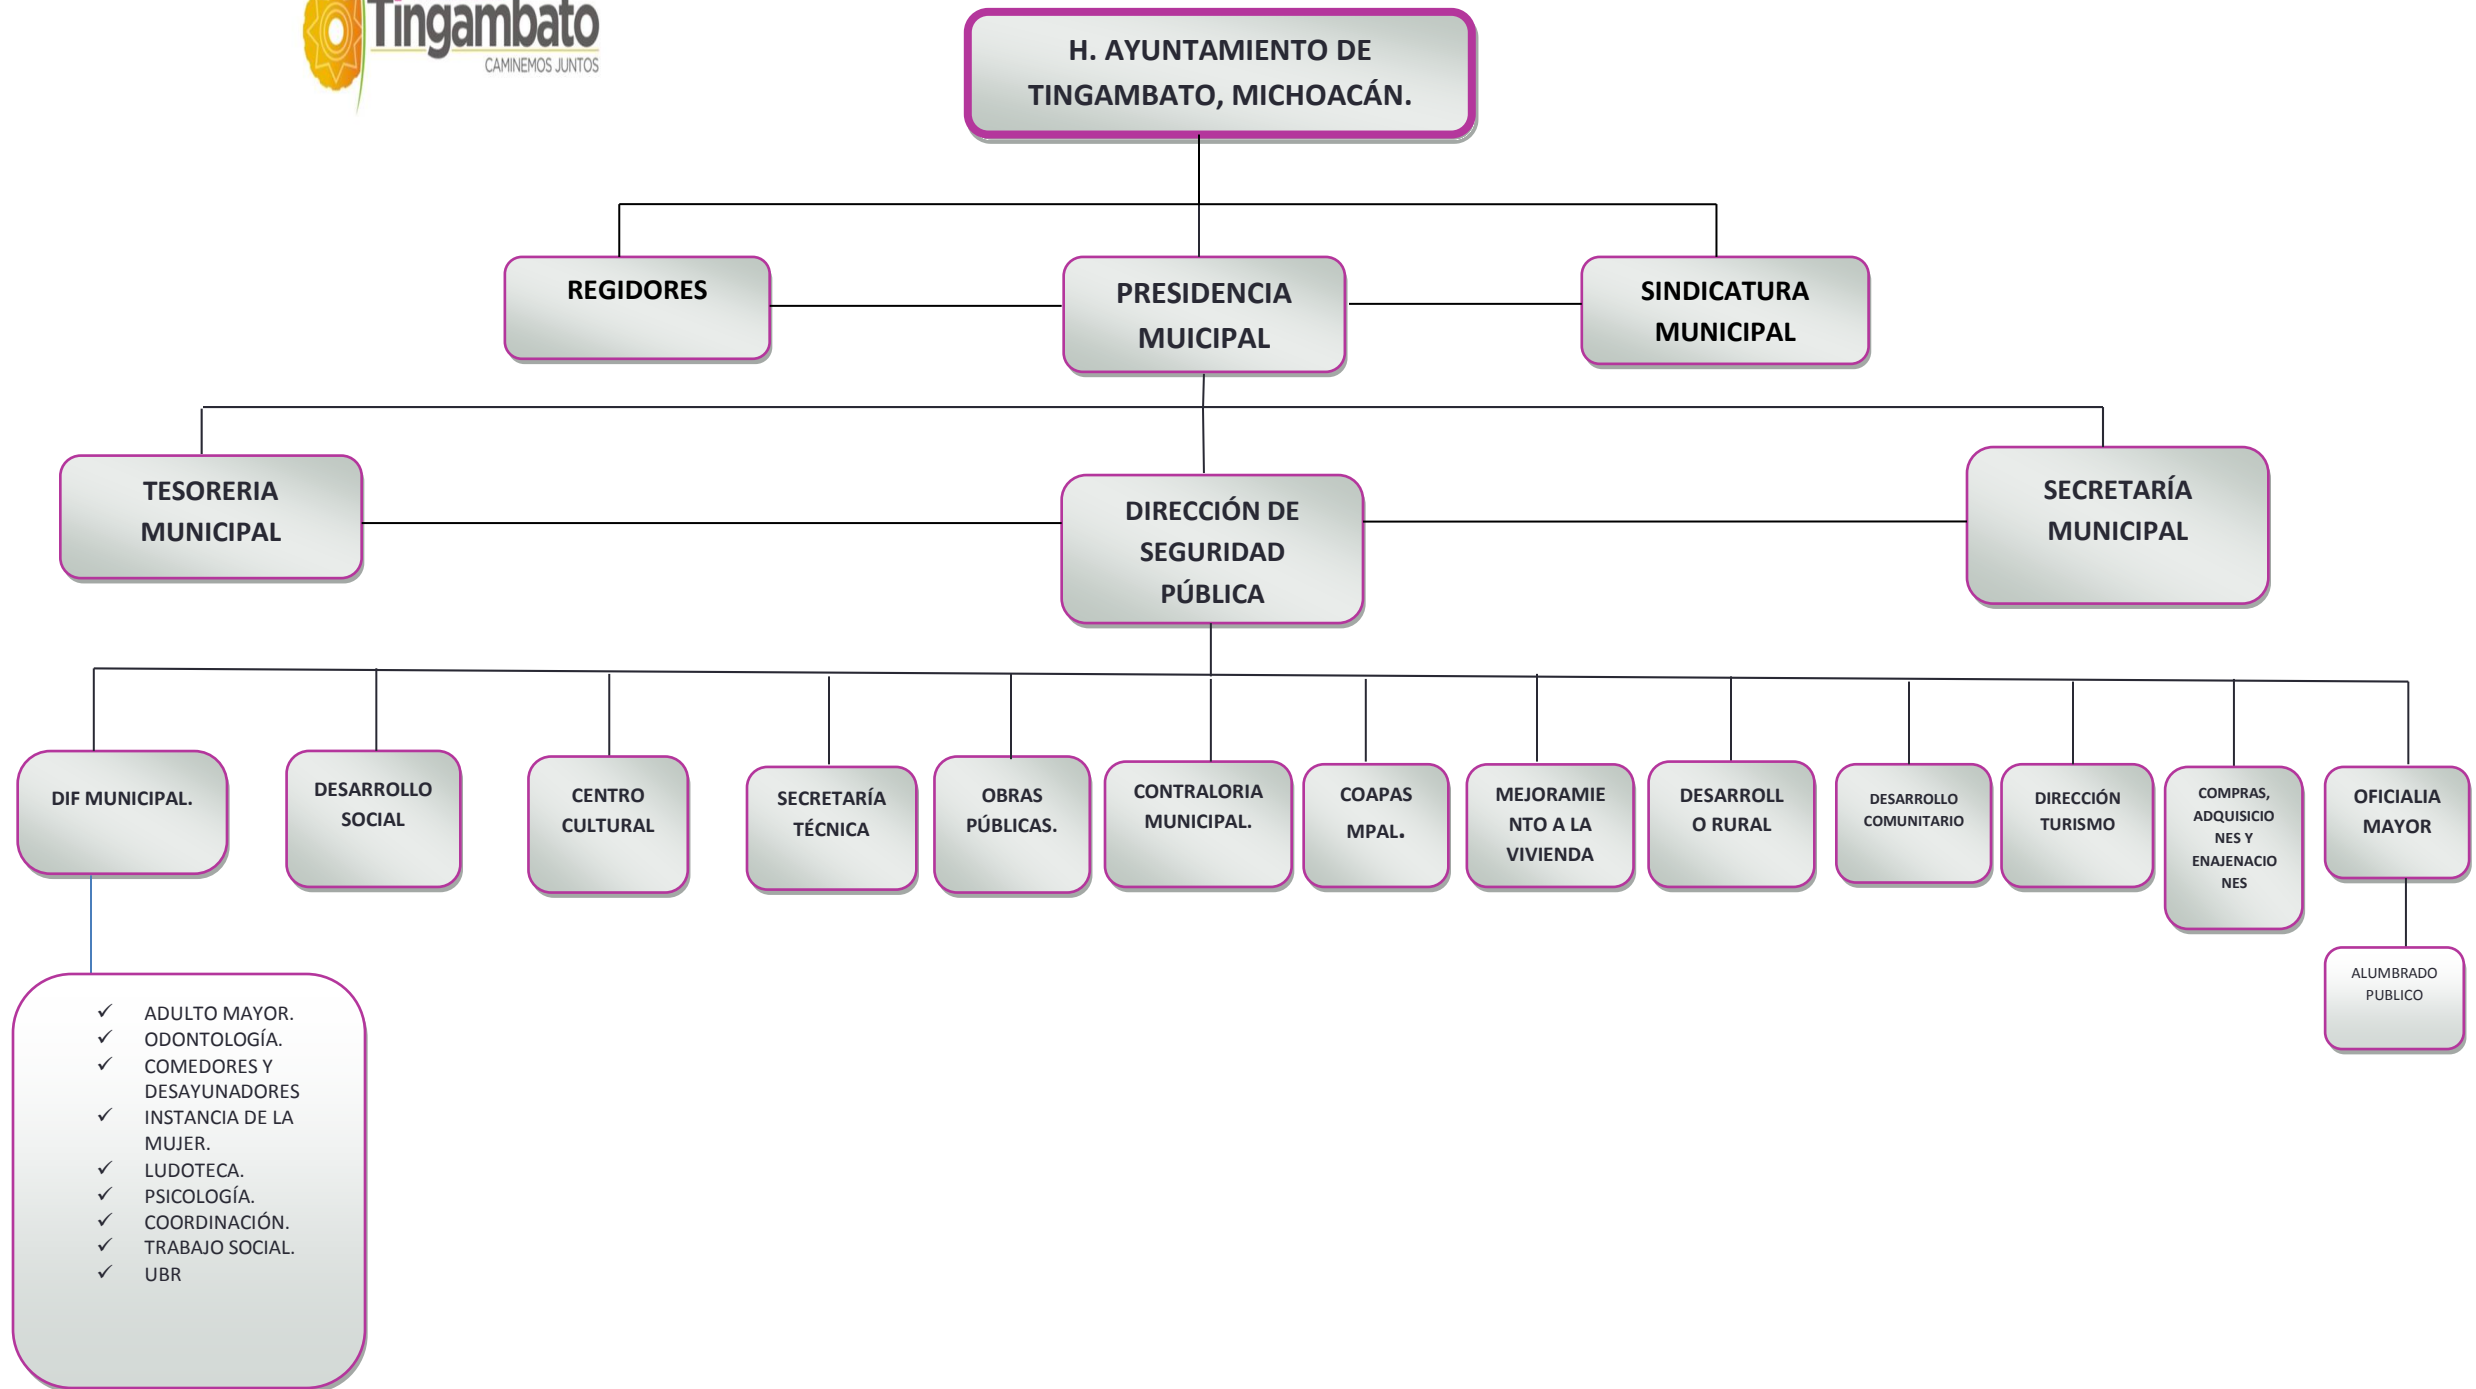 Tingambato
CAMINEMOS JUNTOS
H. AYUNTAMIENTO DE
TINGAMBATO, MICHOACÁN.
REGIDORES
PRESIDENCIA
MUICIPAL
SINDICATURA
MUNICIPAL
TESORERIA
MUNICIPAL
DIRECCIÓN DE
SEGURIDAD
PÚBLICA
SECRETARÍA
MUNICIPAL
DIF MUNICIPAL.
DESARROLLO
SOCIAL
CENTRO
CULTURAL
SECRETARÍA
TÉCNICA
OBRAS
PÚBLICAS.
CONTRALORIA
MUNICIPAL.
COAPAS
MPAL.
MEJORAMIE
NTO A LA
VIVIENDA
DESARROLL
O RURAL
DESARROLLO
COMUNITARIO
DIRECCIÓN
TURISMO
COMPRAS,
ADQUISICIO
NES Y
ENAJENACIO
NES
OFICIALIA
MAYOR
ALUMBRADO
PUBLICO
✓ ADULTO MAYOR.
✓ ODONTOLOGÍA.
✓ COMEDORES Y
DESAYUNADORES
✓ INSTANCIA DE LA
MUJER.
✓ LUDOTECA.
✓ PSICOLOGÍA.
✓ COORDINACIÓN.
✓ TRABAJO SOCIAL.
✓ UBR